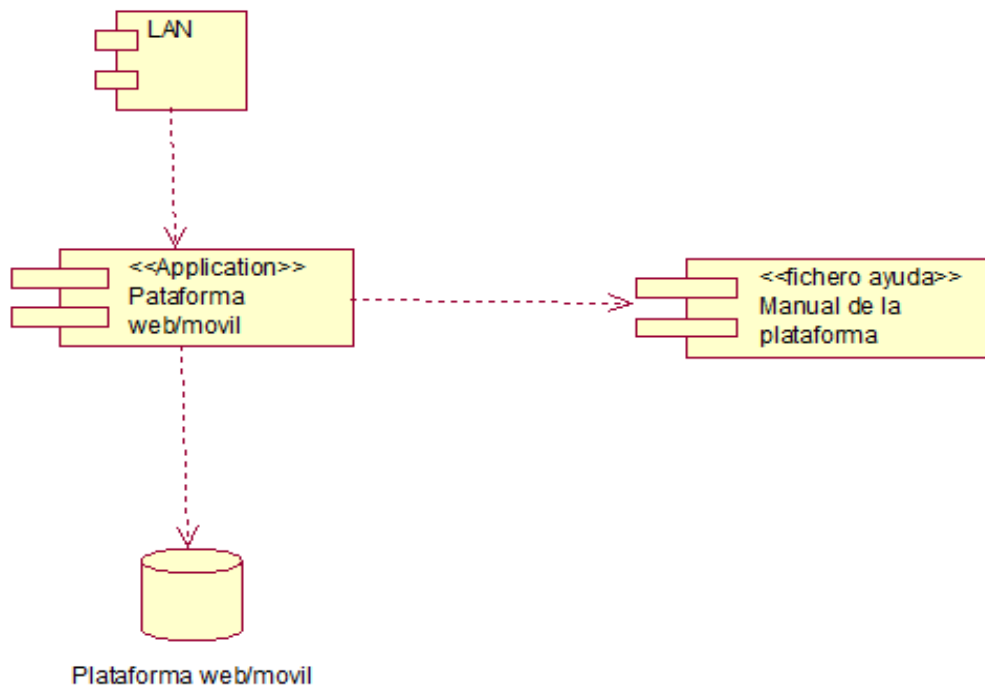 LAN
<<Application>>
Pataforma
web/movil
<<fichero ayuda>>
Manual de la
plataforma
Plataforma web/movil